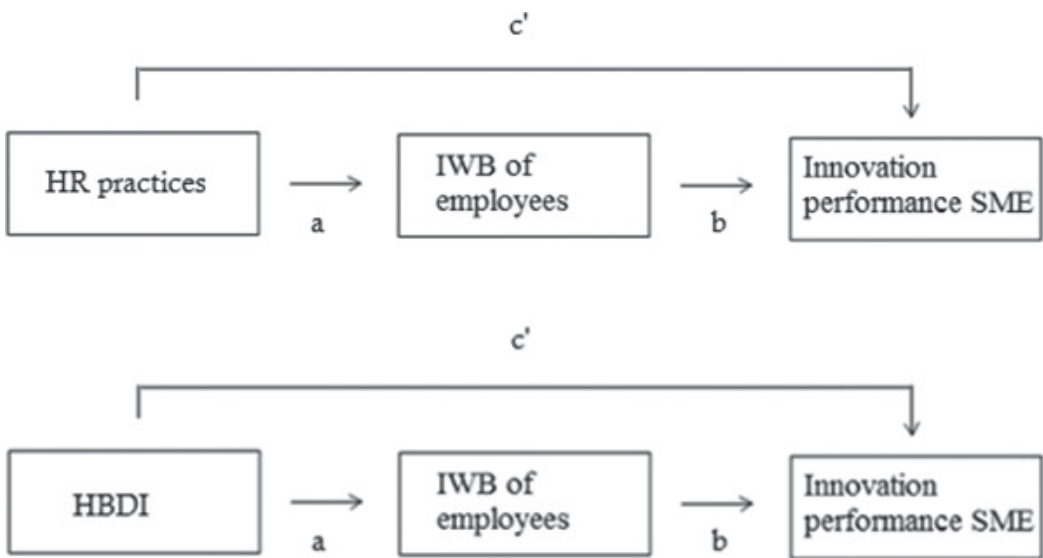 c'
HR practices
IWB of
employees
Innovation
performance SME
a
b
c'
HBDI
IWB of
employees
Innovation
performance SME
a
b